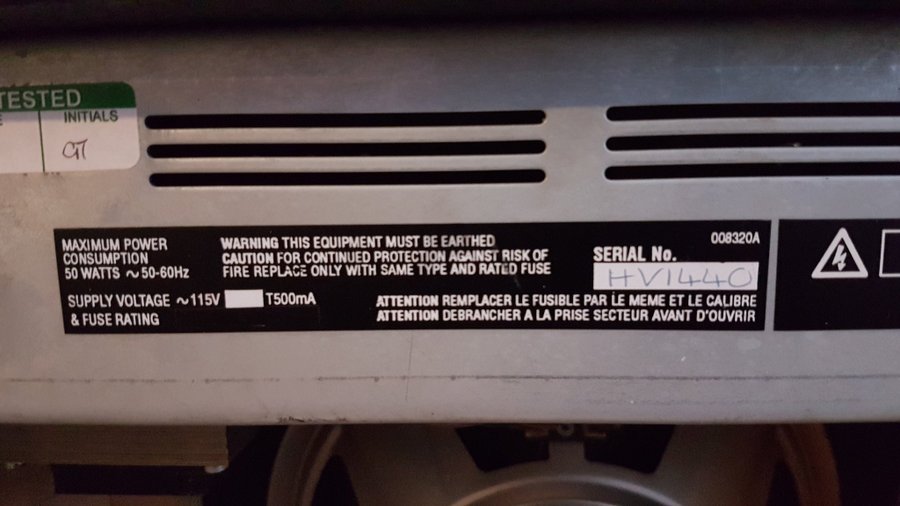 TESTED
INITIALS
GT
MAXIMUM POWER
CONSUMPTION
50 WATTS ~ 50-60Hz
SUPPLY VOLTAGE ~115V T500mA
& FUSE RATING
WARNING THIS EQUIPMENT MUST BE EARTHED
CAUTION FOR CONTINUED PROTECTION AGAINST RISK OF
FIRE REPLACE ONLY WITH SAME TYPE AND RATED FUSE
008320A
SERIAL No.
HV1440
ATTENTION REMPLACER LE FUSIBLE PAR LE MEME ET LE CALIBRE
ATTENTION DEBRANCHER A LA PRISE SECTEUR AVANT D'OUVRIR